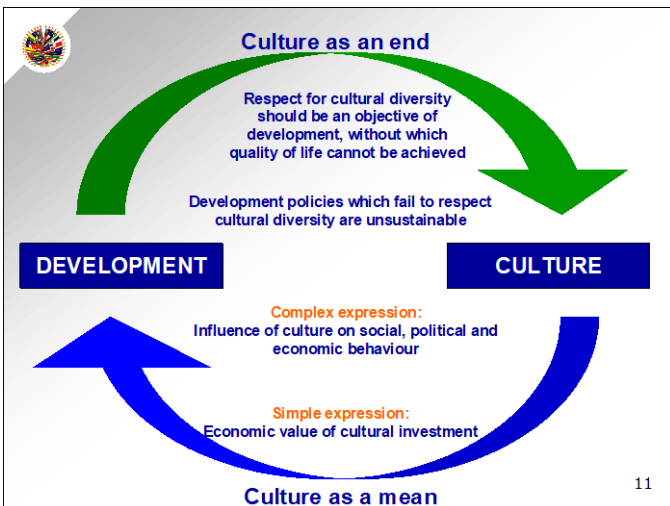 Culture as an end
Respect for cultural diversity
should be an objective of
development, without which
quality of life cannot be achieved
Development policies which fail to respect
cultural diversity are unsustainable
DEVELOPMENT
CULTURE
Complex expression:
Influence of culture on social, political and
economic behaviour
Simple expression:
Economic value of cultural investment
Culture as a mean
11